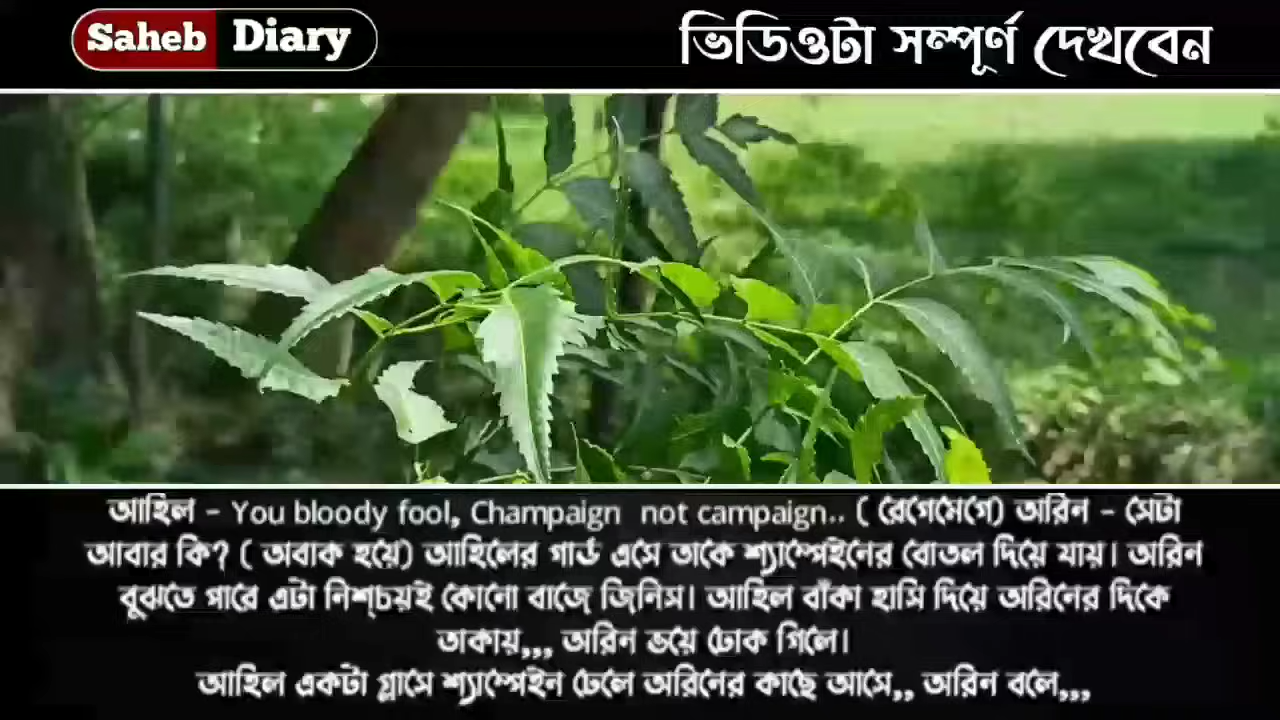 Saheb Diary
ভিডিওটা সম্পূর্ণ দেখবেন
আহিল - You bloody fool, Champaign not campaign.. ( রেগেমেগে) অরিন - সেটা
আবার কি? ( অবাক হয়ে) আহিলের গার্ড এসে তাকে শ্যাম্পেইনের বোতল দিয়ে যায়। অরিন
বুঝতে পারে এটা নিশ্চয়ই কোনো বাজে জিনিস। আহিল বাঁকা হাসি দিয়ে অরিনের দিকে
তাকায়,,, অরিন ভয়ে ঢোক গিলে।
আহিল একটা গ্লাসে শ্যাম্পেইন ঢেলে অরিনের কাছে আসে,, অরিন বলে,,,